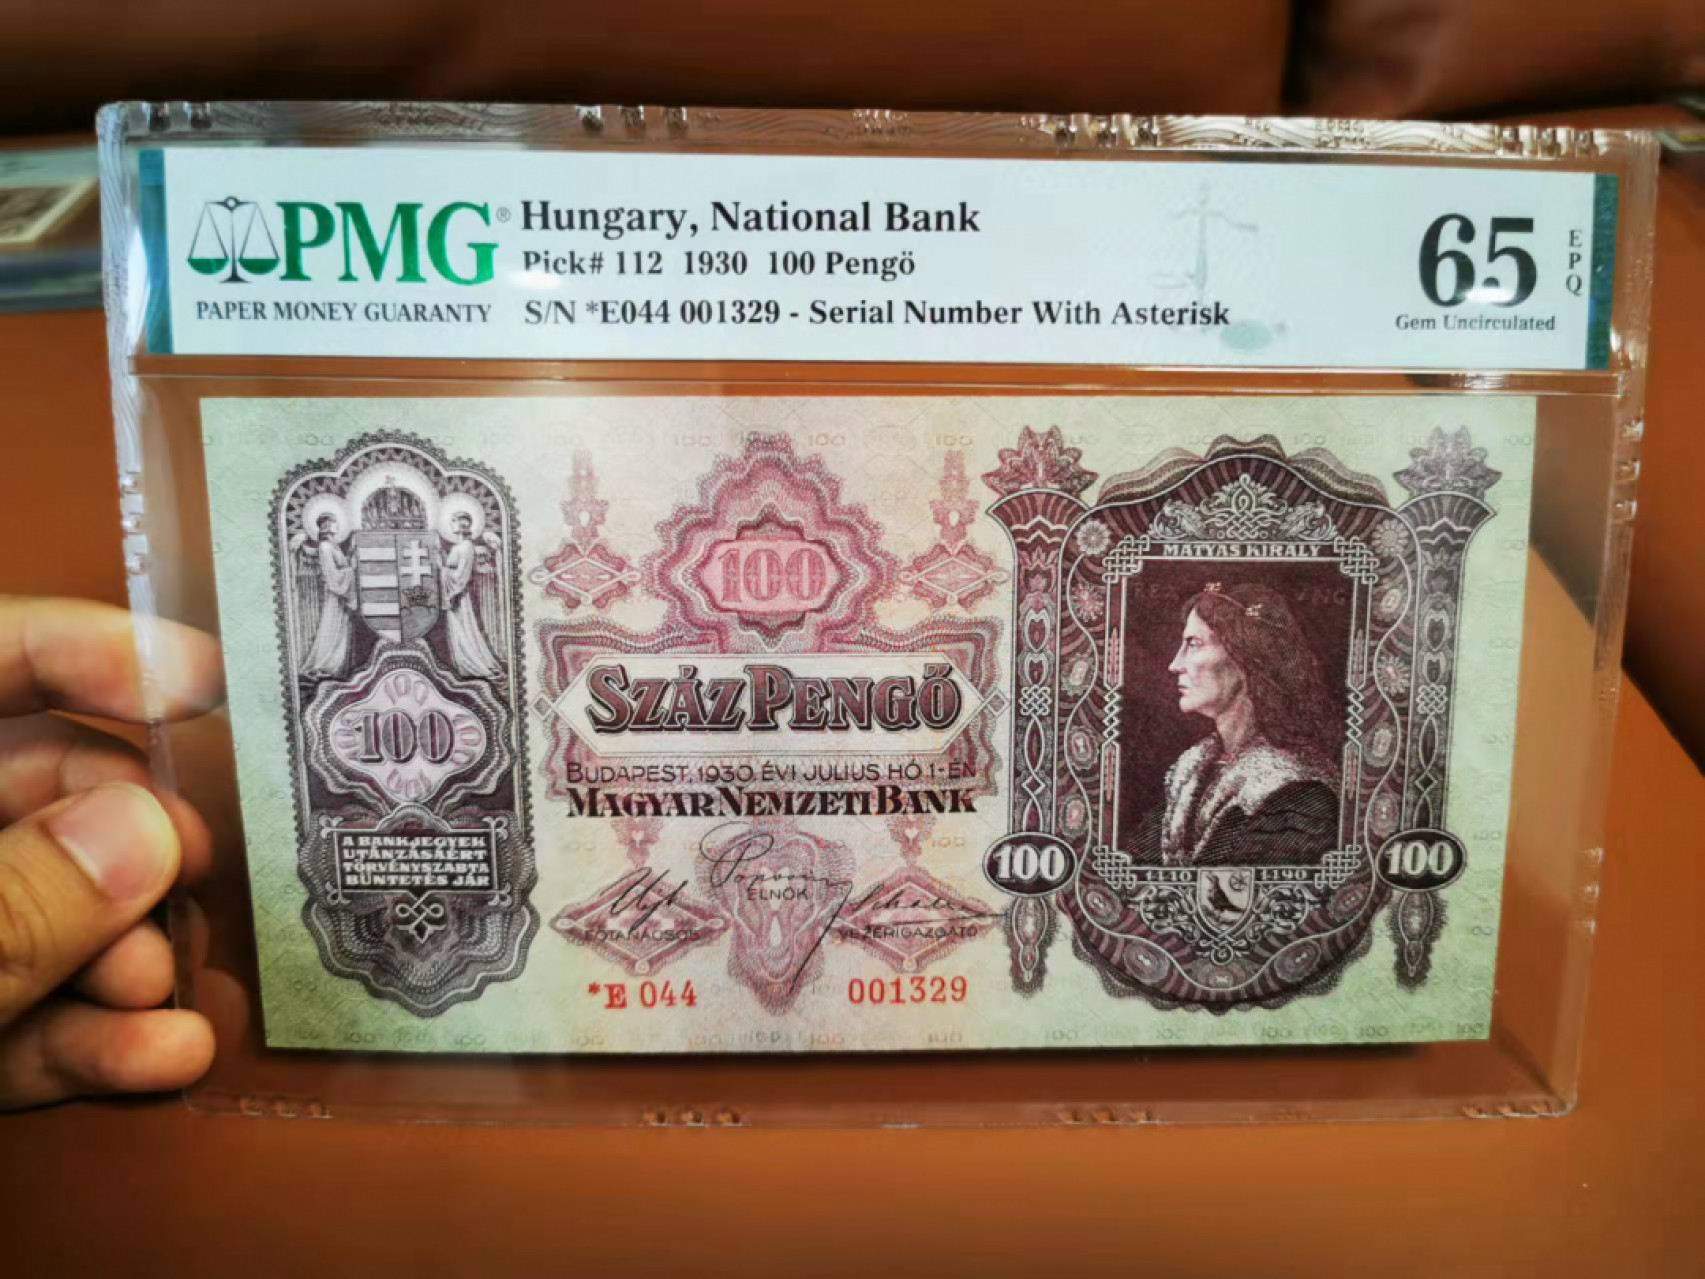 PMG®
PAPER MONEY GUARANTY
Hungary, National Bank
Pick# 112 1930 100 Pengö
S/N *E044 001329 - Serial Number With Asterisk
65
EPQ
Gem Uncirculated
100
SZÁZ PENGŐ
BUDAPEST, 1930. ÉVI JULIUS HÓ 1-ÉN
MAGYAR NEMZETI BANK
ELNÖK
FŐTANÁCSOS
VEZÉRIGAZGATÓ
*E 044
001329
100
A BANKJEGYEK
UTÁNZÁSÁÉRT
TÖRVÉNYSZABTA
BÜNTETÉS JÁR
MÁTYÁS KIRÁLY
100
100
1440
1490